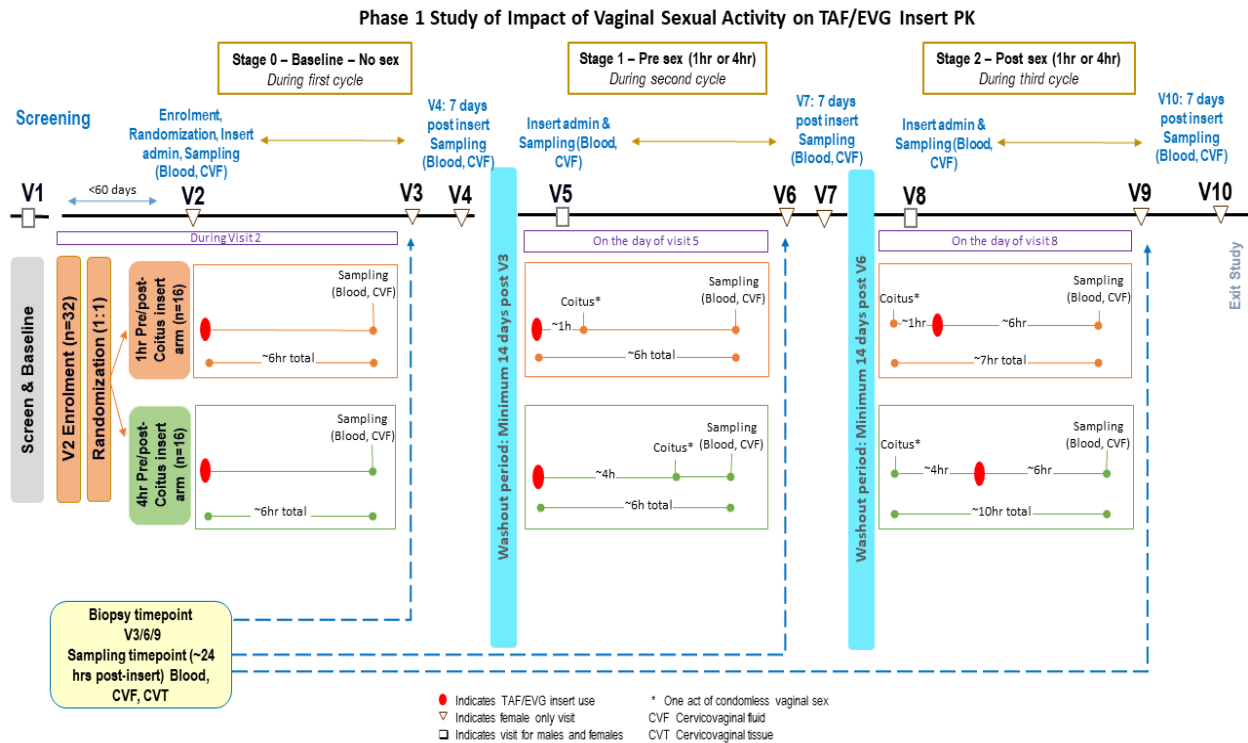 Phase 1 Study of Impact of Vaginal Sexual Activity on TAF/EVG Insert PK
Stage 0 – Baseline – No sex
During first cycle
Stage 1 - Pre sex (1hr or 4hr)
During second cycle
Stage 2 - Post sex (1hr or 4hr)
During third cycle
Screening
Enrolment,
Randomization, Insert
admin, Sampling
(Blood, CVF)
V4: 7 days
post insert
Sampling
(Blood, CVF)
Insert admin &
Sampling (Blood,
CVF)
V7: 7 days
post insert
Sampling
(Blood, CVF)
Insert admin &
Sampling (Blood,
CVF)
V10: 7 days
post insert
Sampling
(Blood, CVF)
V1
<60 days
V2
V3
V4
V5
V6
V7
V8
V9
V10
During Visit 2
On the day of visit 5
On the day of visit 8
Screen & Baseline
V2 Enrolment (n=32)
Randomization (1:1)
1hr Pre/post-
Coitus insert
arm (n=16)
Sampling
(Blood, CVF)
~6hr total
4hr Pre/post-
Coitus insert
arm (n=16)
Sampling
(Blood, CVF)
~6hr total
Washout period: Minimum 14 days post V3
Coitus*
Sampling
(Blood, CVF)
~1h
~6h total
Coitus*
Sampling
(Blood, CVF)
~4h
~6h total
Washout period: Minimum 14 days post V6
Coitus*
Sampling
(Blood, CVF)
~1hr
~6hr
~7hr total
Coitus*
Sampling
(Blood, CVF)
~4hr
~6hr
~10hr total
Exit Study
Biopsy timepoint
V3/6/9
Sampling timepoint (~24
hrs post-insert) Blood,
CVF, CVT
Indicates TAF/EVG insert use
Indicates female only visit
Indicates visit for males and females
* One act of condomless vaginal sex
CVF Cervicovaginal fluid
CVT Cervicovaginal tissue